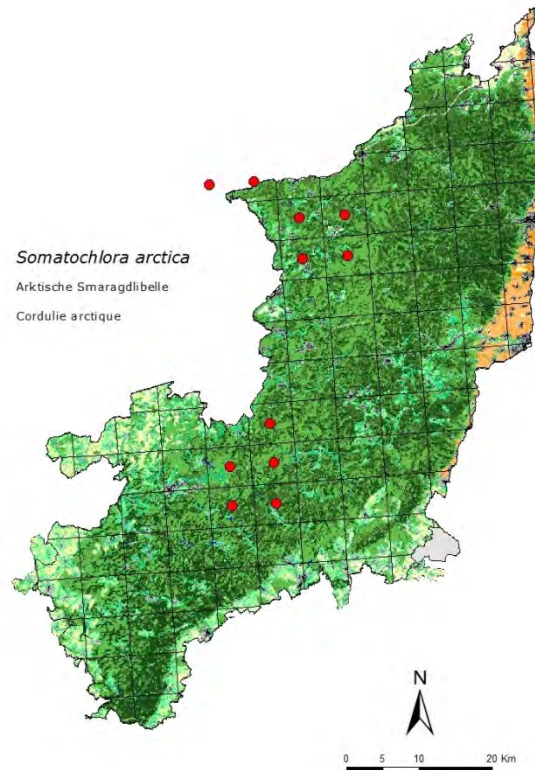 Somatochlora arctica
Arktische Smaragdlibelle
Cordulie arctique
N
0 5 10 20 Km